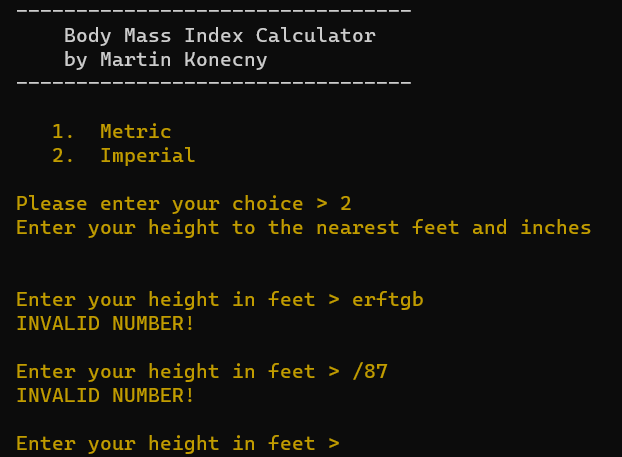 ---------------------------------
Body Mass Index Calculator
by Martin Konecny
---------------------------------
1. Metric
2. Imperial
Please enter your choice > 2
Enter your height to the nearest feet and inches
Enter your height in feet > erftgb
INVALID NUMBER!
Enter your height in feet > /87
INVALID NUMBER!
Enter your height in feet >